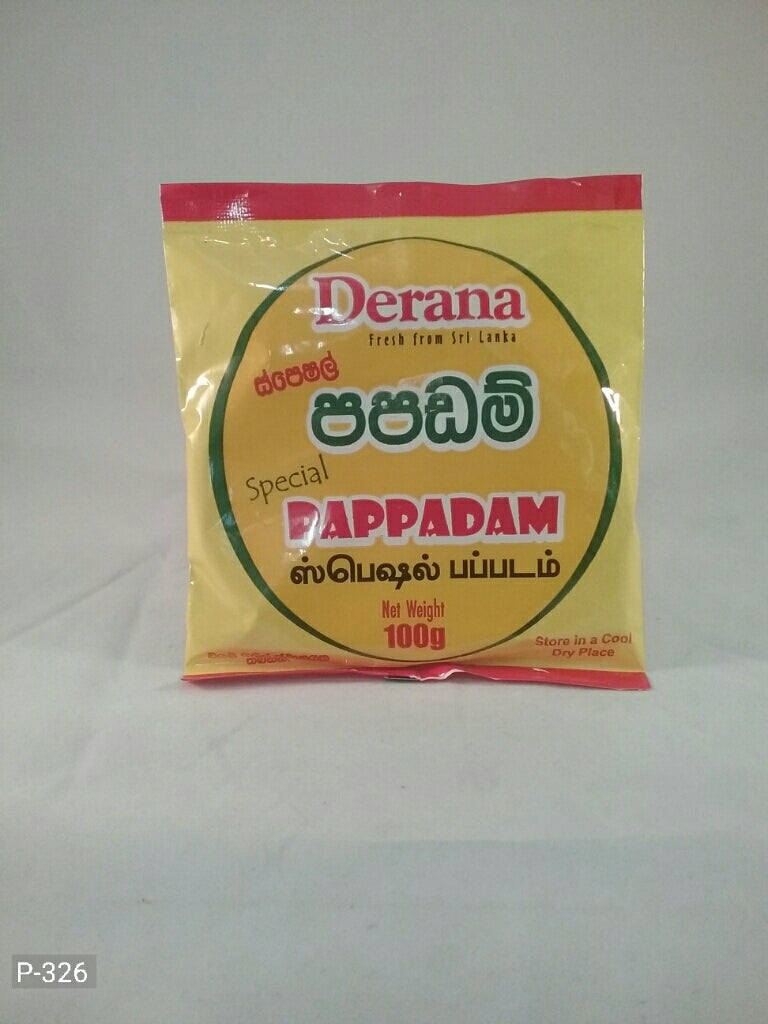 Derana
Fresh from Sri Lanka
ස්පෙෂල්
පපඩම්
Special
PAPPADAM
ஸ்பெஷல் பப்படம்
Net Weight
100g
Store in a Cool
Dry Place
P-326